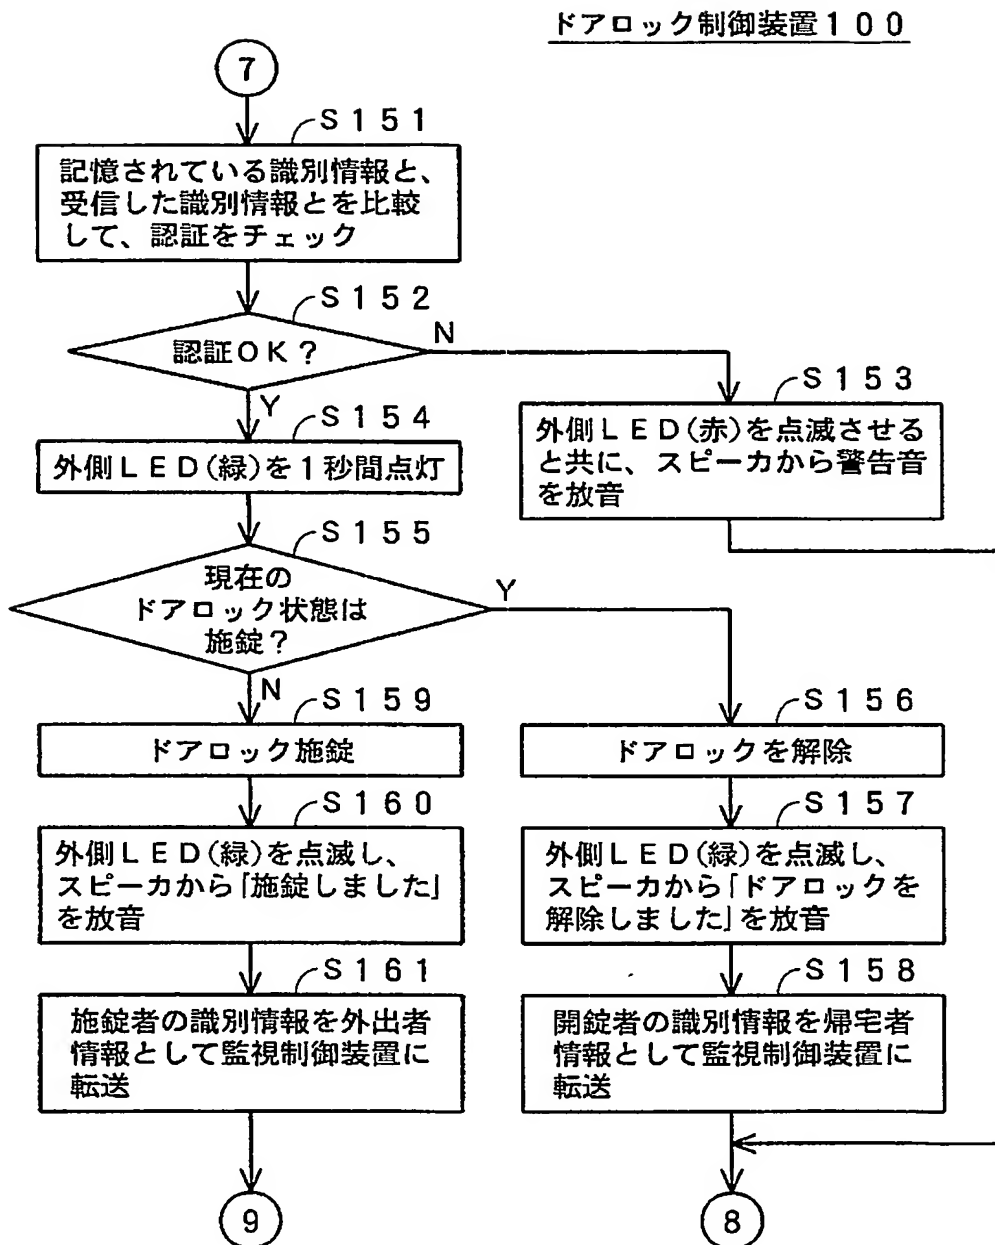 ドアロック制御装置100
7
S151
記憶されている識別情報と、
受信した識別情報とを比較
して、認証をチェック
S152
認証OK?
N
Y
S153
外側LED(赤)を点滅させる
と共に、スピーカから警告音
を放音
S154
外側LED(緑)を1秒間点灯
S155
現在の
ドアロック状態は
施錠?
Y
N
S159
ドアロック施錠
S156
ドアロックを解除
S160
外側LED(緑)を点滅し、
スピーカから「施錠しました」
を放音
S157
外側LED(緑)を点滅し、
スピーカから「ドアロックを
解除しました」を放音
S161
施錠者の識別情報を外出者
情報として監視制御装置に
転送
S158
開錠者の識別情報を帰宅者
情報として監視制御装置に
転送
9
8